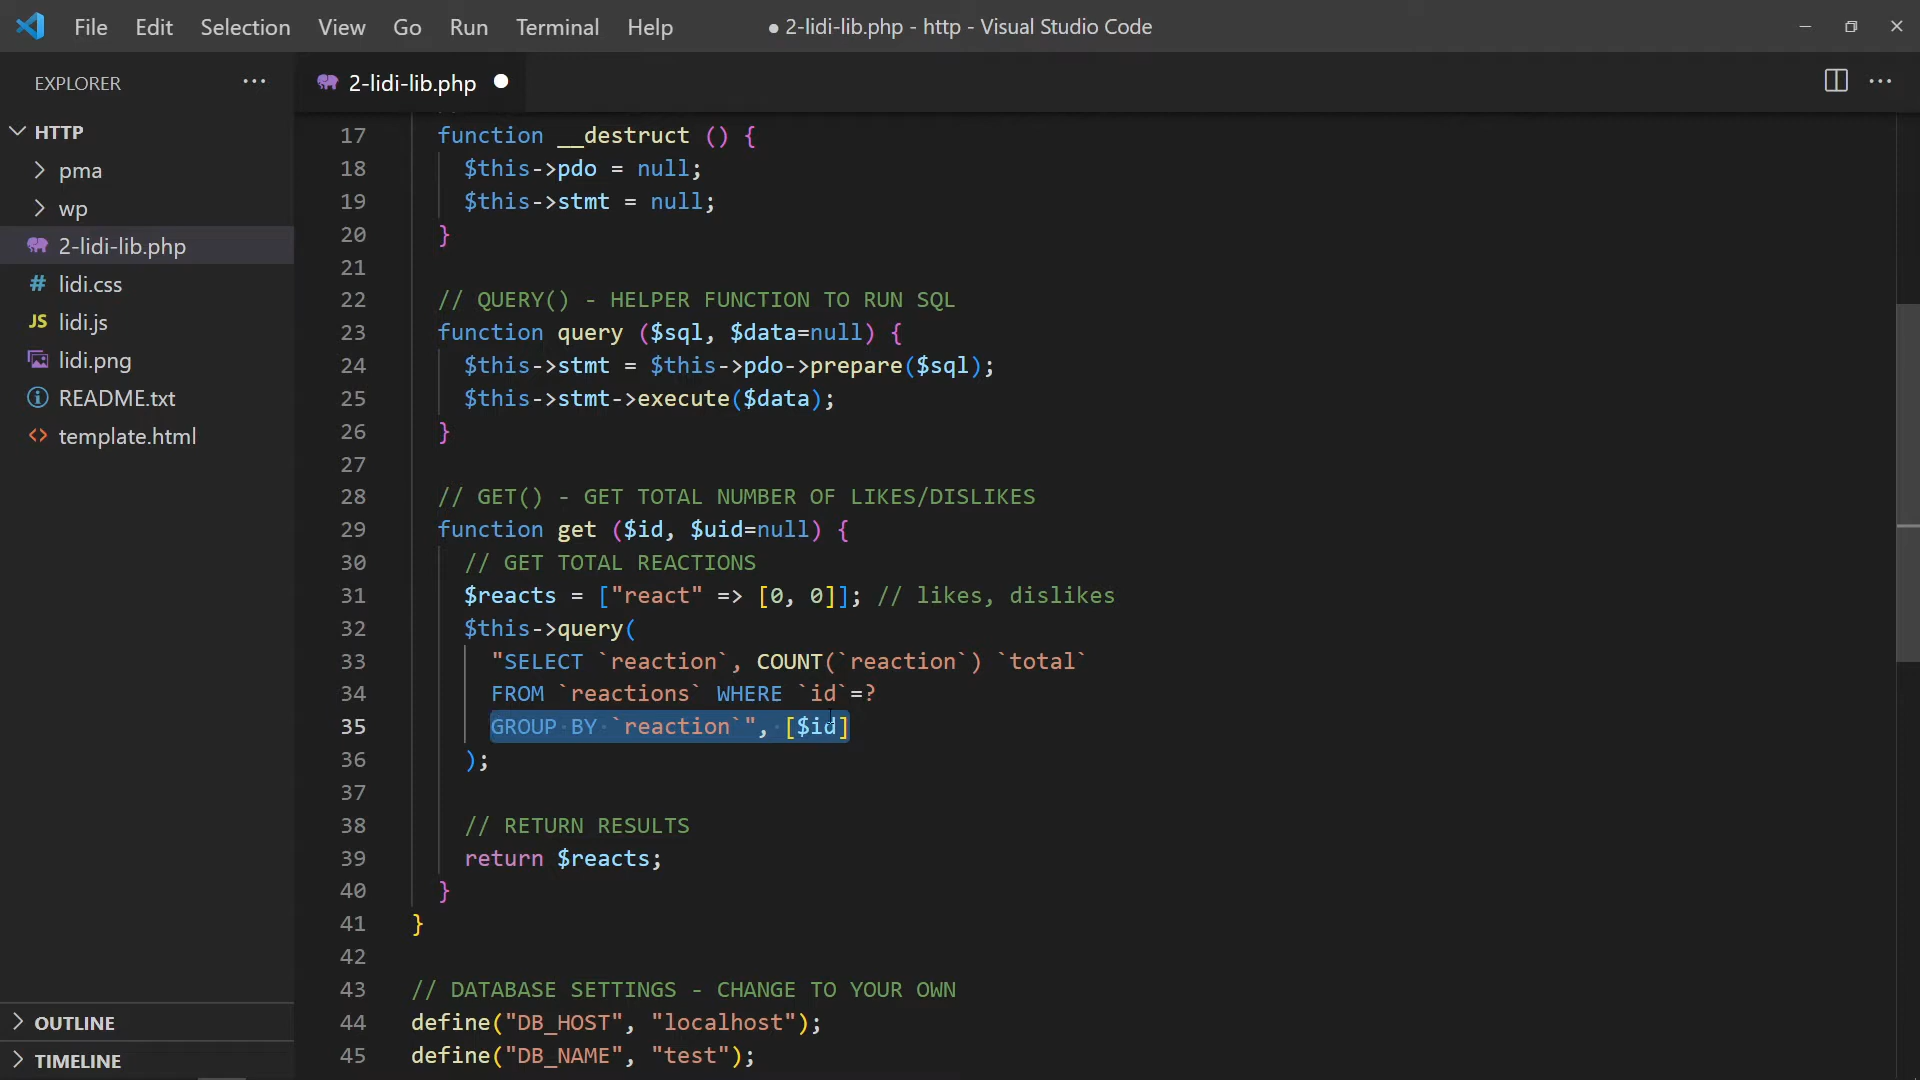 File Edit Selection View Go Run Terminal Help ● 2-lidi-lib.php - http - Visual Studio Code
EXPLORER ···
2-lidi-lib.php ●
HTTP
pma
wp
2-lidi-lib.php
# lidi.css
JS lidi.js
lidi.png
README.txt
<> template.html
OUTLINE
TIMELINE
17 function __destruct () {
18 $this->pdo = null;
19 $this->stmt = null;
20 }
21
22 // QUERY() - HELPER FUNCTION TO RUN SQL
23 function query ($sql, $data=null) {
24 $this->stmt = $this->pdo->prepare($sql);
25 $this->stmt->execute($data);
26 }
27
28 // GET() - GET TOTAL NUMBER OF LIKES/DISLIKES
29 function get ($id, $uid=null) {
30 // GET TOTAL REACTIONS
31 $reacts = ["react" => [0, 0]]; // likes, dislikes
32 $this->query(
33 "SELECT `reaction`, COUNT(`reaction`) `total`
34 FROM `reactions` WHERE `id`=?
35 GROUP BY `reaction`", [$id]
36 );
37
38 // RETURN RESULTS
39 return $reacts;
40 }
41 }
42
43 // DATABASE SETTINGS - CHANGE TO YOUR OWN
44 define("DB_HOST", "localhost");
45 define("DB_NAME", "test");